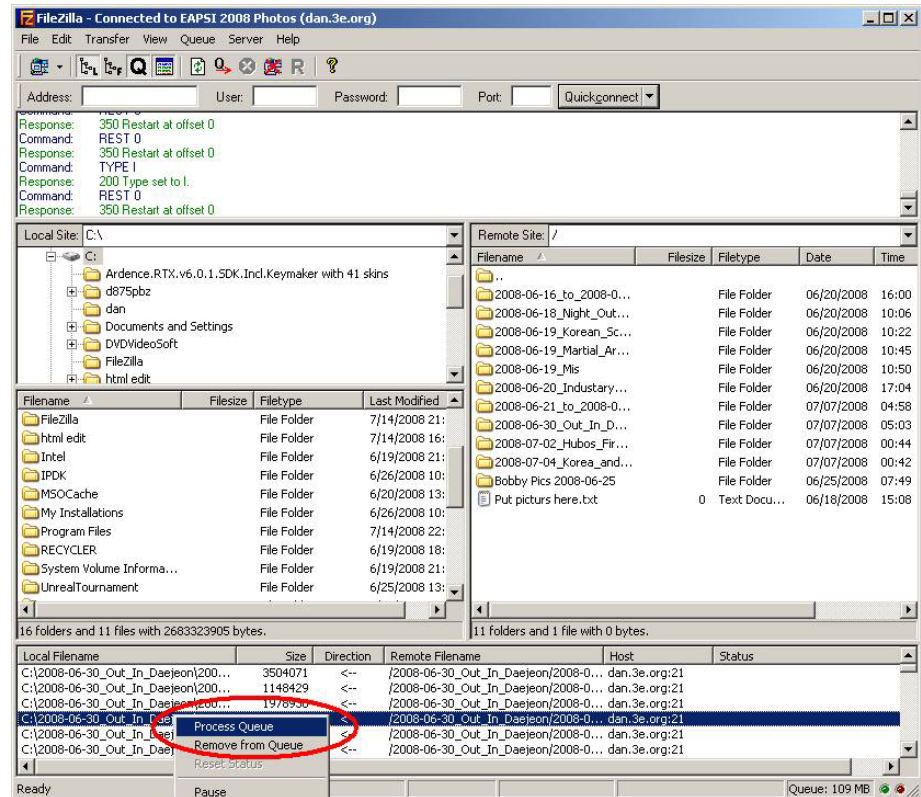 FileZilla - Connected to EAPSI 2008 Photos (dan.3e.org)
File Edit Transfer View Queue Server Help
Address: User: Password: Port: Quickconnect
Response: 350 Restart at offset 0
Command: REST 0
Response: 350 Restart at offset 0
Command: TYPE I
Response: 200 Type set to I.
Command: REST 0
Response: 350 Restart at offset 0
Local Site: C:\
C:
Ardence.RTX.v6.0.1.SDK.Incl.Keymaker with 41 skins
d875pbz
dan
Documents and Settings
DVDVideoSoft
FileZilla
html edit
Filename Filesize Filetype Last Modified
FileZilla File Folder 7/14/2008 21:
html edit File Folder 7/14/2008 16:
Intel File Folder 6/19/2008 21:
IPDK File Folder 6/26/2008 10:
MSOCache File Folder 6/20/2008 13:
My Installations File Folder 6/26/2008 10:
Program Files File Folder 7/14/2008 22:
RECYCLER File Folder 6/19/2008 18:
System Volume Informa... File Folder 6/19/2008 21:
UnrealTournament File Folder 6/25/2008 13:
16 folders and 11 files with 2683323905 bytes.
Remote Site: /
Filename Filesize Filetype Date Time
..
2008-06-16_to_2008-0... File Folder 06/20/2008 16:00
2008-06-18_Night_Out... File Folder 06/20/2008 10:06
2008-06-19_Korean_Sc... File Folder 06/20/2008 10:22
2008-06-19_Martial_Ar... File Folder 06/20/2008 10:45
2008-06-19_Mis File Folder 06/20/2008 10:50
2008-06-20_Industary... File Folder 06/20/2008 17:04
2008-06-21_to_2008-0... File Folder 07/07/2008 04:58
2008-06-30_Out_In_D... File Folder 07/07/2008 05:03
2008-07-02_Hubos_Fir... File Folder 07/07/2008 00:44
2008-07-04_Korea_and... File Folder 07/07/2008 00:42
Bobby Pics 2008-06-25 File Folder 06/25/2008 07:49
Put picturs here.txt 0 Text Docu... 06/18/2008 15:08
11 folders and 1 file with 0 bytes.
Local Filename Size Direction Remote Filename Host Status
C:\2008-06-30_Out_In_Daejeon\200... 3504071 <-- /2008-06-30_Out_In_Daejeon/2008-0... dan.3e.org:21
C:\2008-06-30_Out_In_Daejeon\200... 1148429 <-- /2008-06-30_Out_In_Daejeon/2008-0... dan.3e.org:21
C:\2008-06-30_Out_In_Daejeon\200... 1978936 <-- /2008-06-30_Out_In_Daejeon/2008-0... dan.3e.org:21
C:\2008-06-30_Out_In_Daej <-- /2008-06-30_Out_In_Daejeon/2008-0... dan.3e.org:21
C:\2008-06-30_Out_In_Daej <-- /2008-06-30_Out_In_Daejeon/2008-0... dan.3e.org:21
C:\2008-06-30_Out_In_Daej <-- /2008-06-30_Out_In_Daejeon/2008-0... dan.3e.org:21
Process Queue
Remove from Queue
Reset Status
Pause
Ready Queue: 109 MB